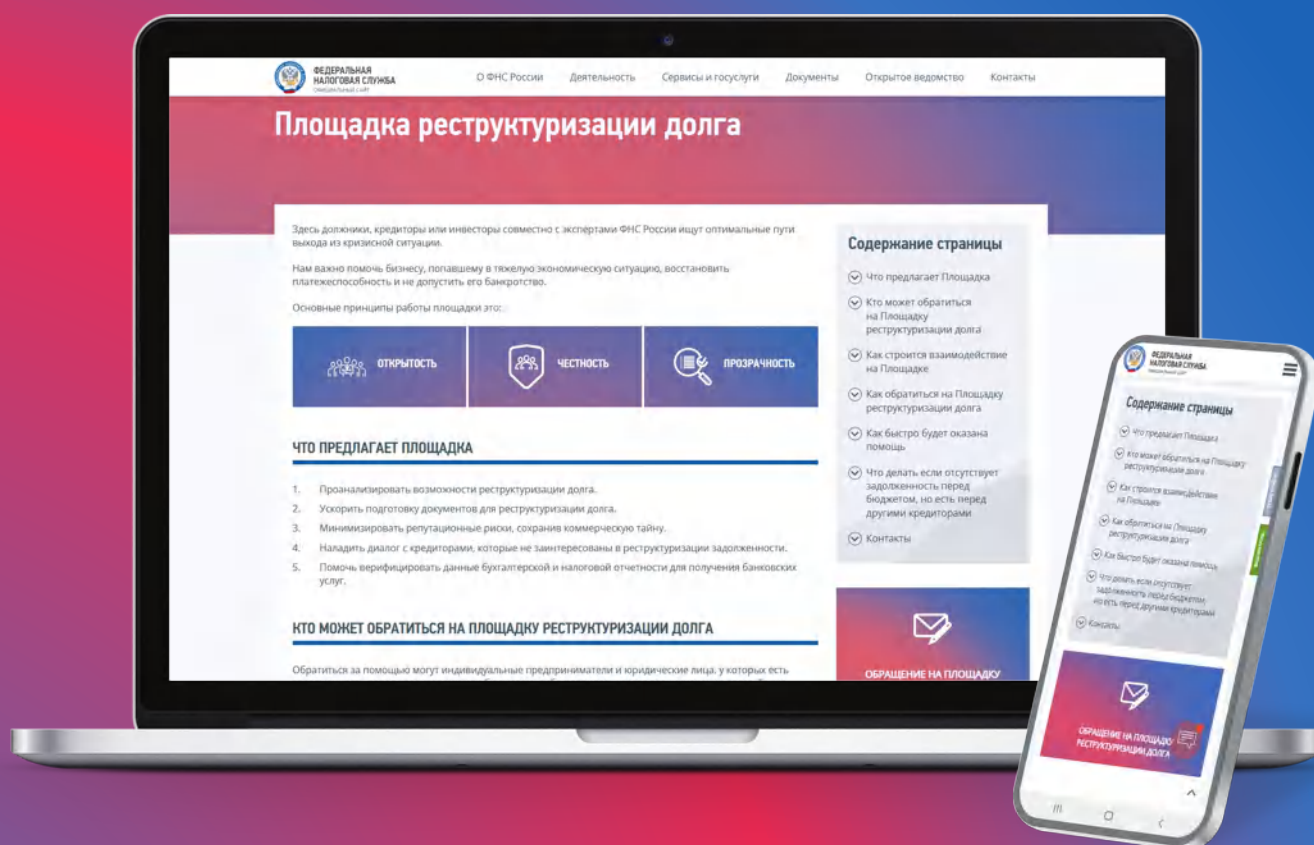 ФЕДЕРАЛЬНАЯ
НАЛОГОВАЯ СЛУЖБА
ОФИЦИАЛЬНЫЙ САЙТ
О ФНС России
Деятельность
Сервисы и госуслуги
Документы
Открытое ведомство
Контакты
Площадка реструктуризации долга
Здесь должники, кредиторы или инвесторы совместно с экспертами ФНС России ищут оптимальные пути
выхода из кризисной ситуации.
Нам важно помочь бизнесу, попавшему в тяжелую экономическую ситуацию, восстановить
платежеспособность и не допустить его банкротство.
Основные принципы работы площадки это:
ОТКРЫТОСТЬ
ЧЕСТНОСТЬ
ПРОЗРАЧНОСТЬ
ЧТО ПРЕДЛАГАЕТ ПЛОЩАДКА
1. Проанализировать возможности реструктуризации долга.
2. Ускорить подготовку документов для реструктуризации долга.
3. Минимизировать репутационные риски, сохранив коммерческую тайну.
4. Наладить диалог с кредиторами, которые не заинтересованы в реструктуризации задолженности.
5. Помочь верифицировать данные бухгалтерской и налоговой отчетности для получения банковских
услуг.
КТО МОЖЕТ ОБРАТИТЬСЯ НА ПЛОЩАДКУ РЕСТРУКТУРИЗАЦИИ ДОЛГА
Обратиться за помощью могут индивидуальные предприниматели и юридические лица, у которых есть
Содержание страницы
Что предлагает Площадка
Кто может обратиться
на Площадку
реструктуризации долга
Как строится взаимодействие
на Площадке
Как обратиться на Площадку
реструктуризации долга
Как быстро будет оказана
помощь
Что делать если отсутствует
задолженность перед
бюджетом, но есть перед
другими кредиторами
Контакты
ОБРАЩЕНИЕ НА ПЛОЩАДКУ
ФЕДЕРАЛЬНАЯ
НАЛОГОВАЯ СЛУЖБА
Содержание страницы
Что предлагает Площадка
Кто может обратиться на Площадку
реструктуризации долга
Как строится взаимодействие
на Площадке
Как обратиться на Площадку
реструктуризации долга
Как быстро будет оказана помощь
Что делать если отсутствует
задолженность перед бюджетом,
но есть перед другими кредиторами
Контакты
ОБРАЩЕНИЕ НА ПЛОЩАДКУ
РЕСТРУКТУРИЗАЦИИ ДОЛГА